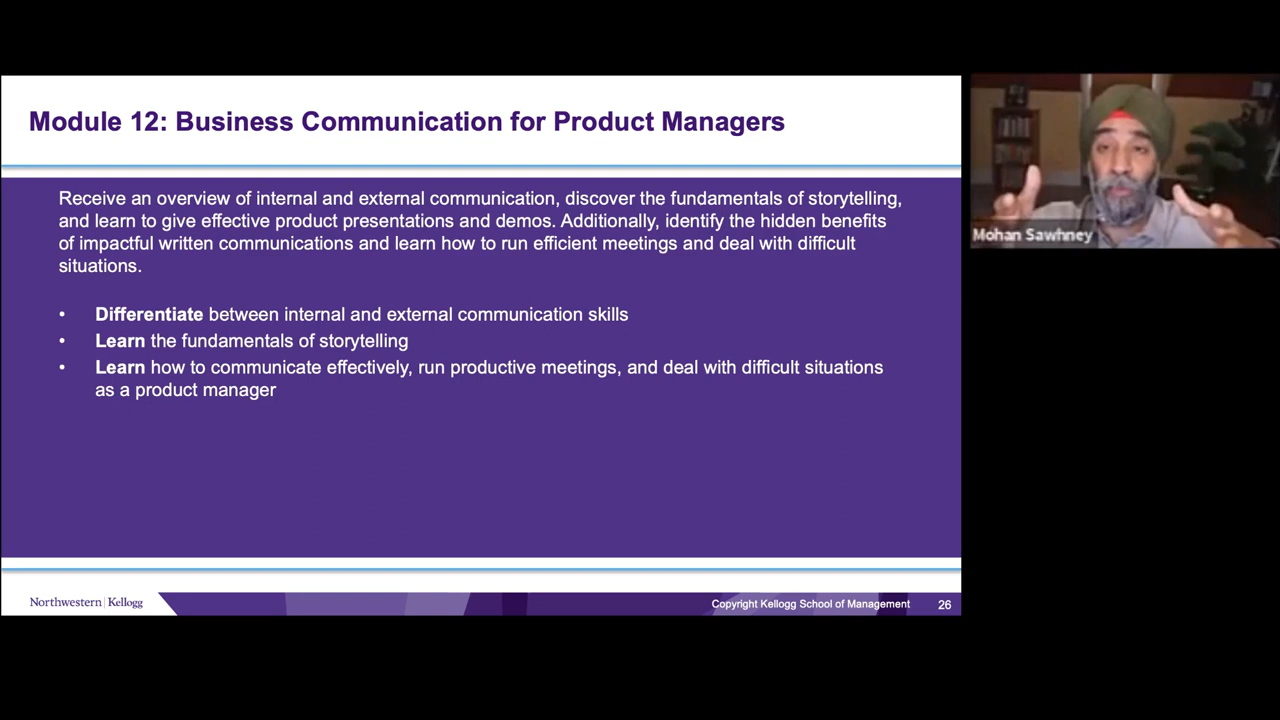 Module 12: Business Communication for Product Managers
Receive an overview of internal and external communication, discover the fundamentals of storytelling,
and learn to give effective product presentations and demos. Additionally, identify the hidden benefits
of impactful written communications and learn how to run efficient meetings and deal with difficult
situations.
• Differentiate between internal and external communication skills
• Learn the fundamentals of storytelling
• Learn how to communicate effectively, run productive meetings, and deal with difficult situations
as a product manager
Mohan Sawhney
Northwestern | Kellogg
Copyright Kellogg School of Management 26